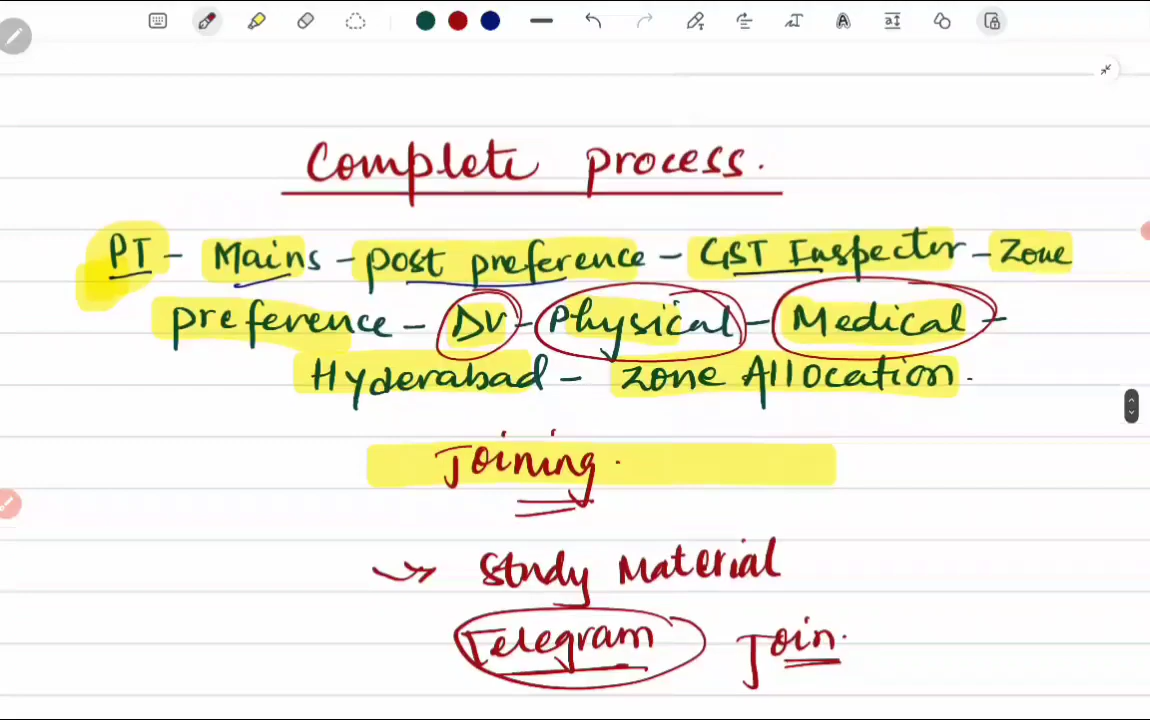 Complete process.
PT - Mains - post preference - GST Inspector - Zone
preference - DV - Physical - Medical -
Hyderabad - Zone Allocation.
Joining.
Study Material
Telegram Join.